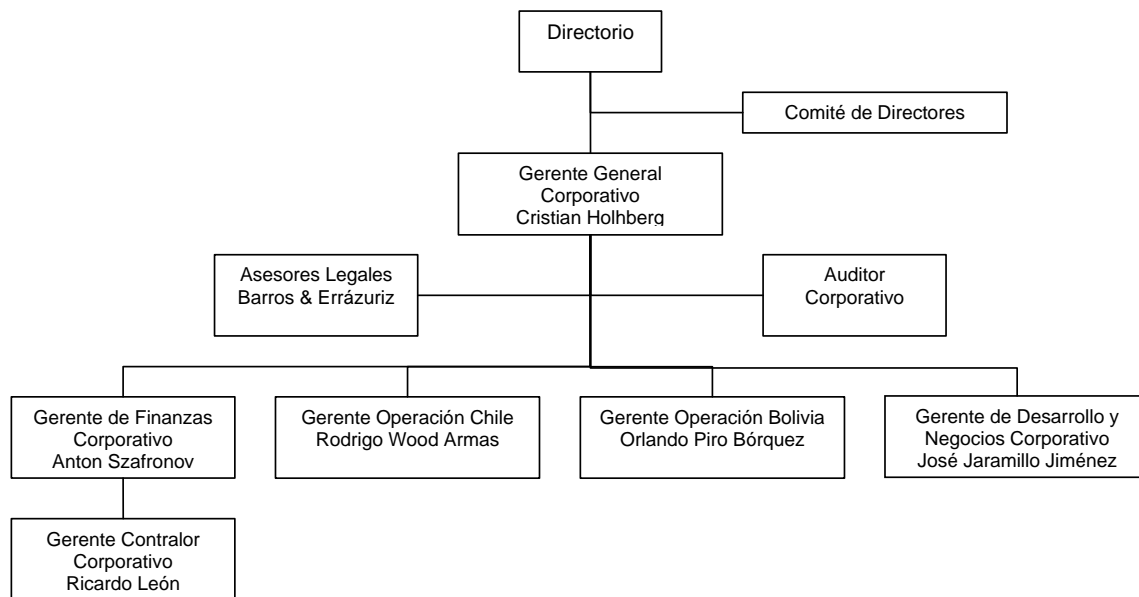 Directorio
Comité de Directores
Gerente General
Corporativo
Cristian Holhberg
Asesores Legales
Barros & Errázuriz
Auditor
Corporativo
Gerente de Finanzas
Corporativo
Anton Szafronov
Gerente Operación Chile
Rodrigo Wood Armas
Gerente Operación Bolivia
Orlando Piro Bórquez
Gerente de Desarrollo y
Negocios Corporativo
José Jaramillo Jiménez
Gerente Contralor
Corporativo
Ricardo León